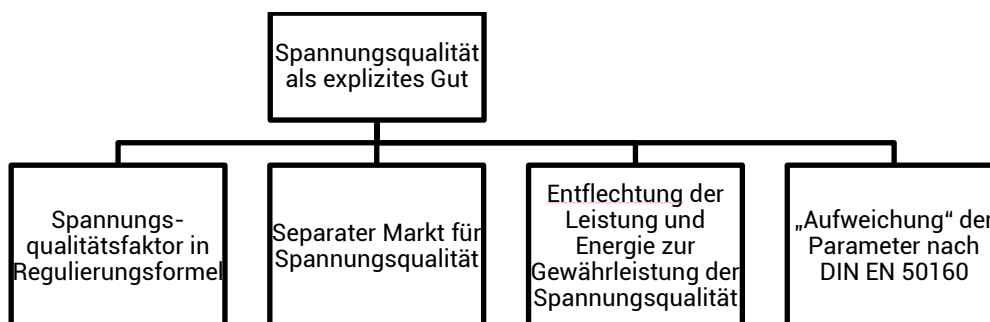 Spannungsqualität
als explizites Gut
Spannungs-
qualitätsfaktor in
Regulierungsformel
Separater Markt für
Spannungsqualität
Entflechtung der
Leistung und
Energie zur
Gewährleistung der
Spannungsqualität
„Aufweichung“ der
Parameter nach
DIN EN 50160